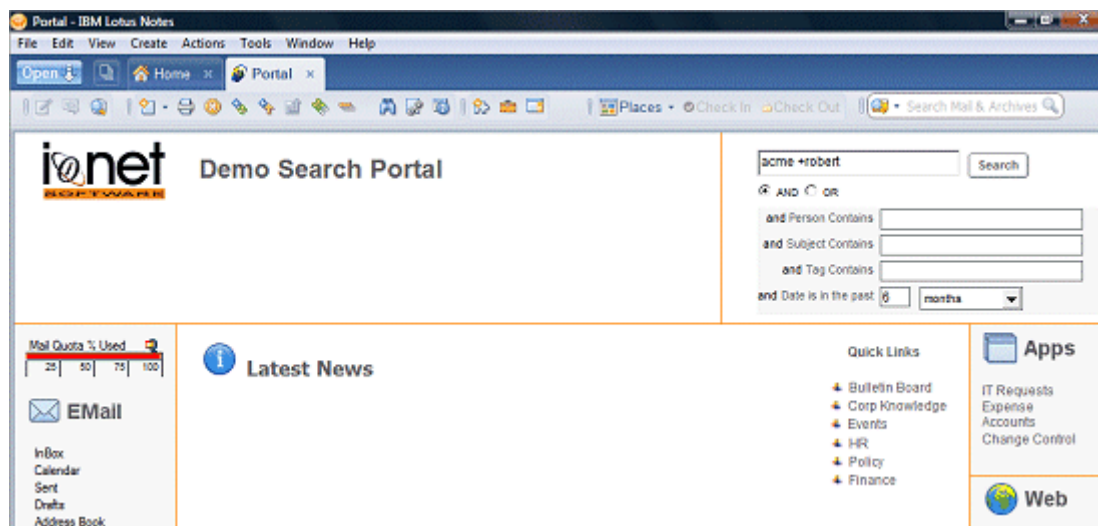 Portal - IBM Lotus Notes
File Edit View Create Actions Tools Window Help
Open Home × Portal ×
Places Check In Check Out Search Mail & Archives
ionet
SOFTWARE
Demo Search Portal
acme +robert Search
AND OR
and Person Contains
and Subject Contains
and Tag Contains
and Date is in the past 6 months
Mail Quota % Used
25 50 75 100
EMail
InBox
Calendar
Sent
Drafts
Address Book
Latest News
Quick Links
Bulletin Board
Corp Knowledge
Events
HR
Policy
Finance
Apps
IT Requests
Expense
Accounts
Change Control
Web